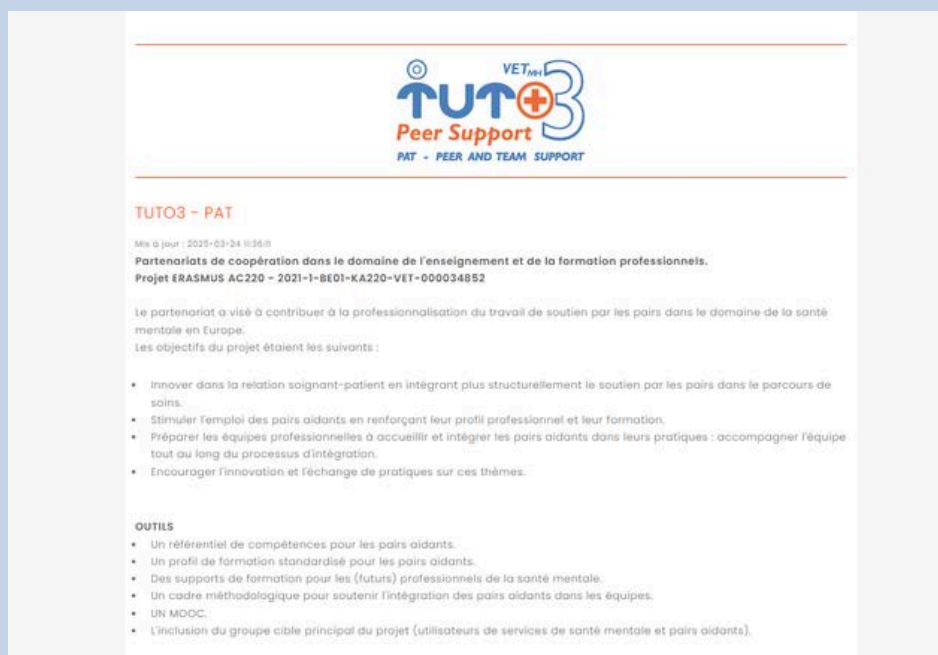 VETMH
TUTO3
Peer Support
PAT - PEER AND TEAM SUPPORT
TUTO3 - PAT
Mis à jour : 2025-03-24 11:36:11
Partenariats de coopération dans le domaine de l'enseignement et de la formation professionnels.
Projet ERASMUS AC220 - 2021-1-BE01-KA220-VET-000034852
Le partenariat a visé à contribuer à la professionnalisation du travail de soutien par les pairs dans le domaine de la santé
mentale en Europe.
Les objectifs du projet étaient les suivants :
• Innover dans la relation soignant-patient en intégrant plus structurellement le soutien par les pairs dans le parcours de
soins.
• Stimuler l'emploi des pairs aidants en renforçant leur profil professionnel et leur formation.
• Préparer les équipes professionnelles à accueillir et intégrer les pairs aidants dans leurs pratiques : accompagner l'équipe
tout au long du processus d'intégration.
• Encourager l'innovation et l'échange de pratiques sur ces thèmes.
OUTILS
• Un référentiel de compétences pour les pairs aidants.
• Un profil de formation standardisé pour les pairs aidants.
• Des supports de formation pour les (futurs) professionnels de la santé mentale.
• Un cadre méthodologique pour soutenir l'intégration des pairs aidants dans les équipes.
• UN MOOC.
• L'inclusion du groupe cible principal du projet (utilisateurs de services de santé mentale et pairs aidants).